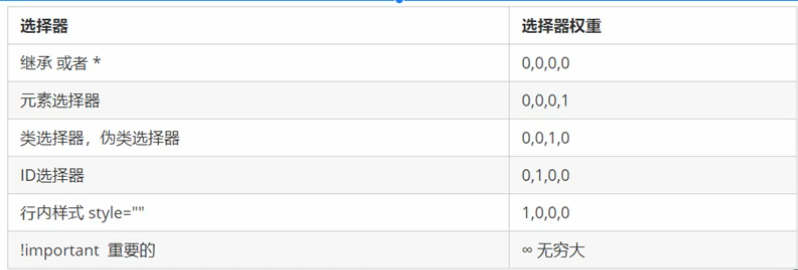 选择器 选择器权重
继承 或者 * 0,0,0,0
元素选择器 0,0,0,1
类选择器，伪类选择器 0,0,1,0
ID选择器 0,1,0,0
行内样式 style="" 1,0,0,0
!important 重要的 ∞ 无穷大